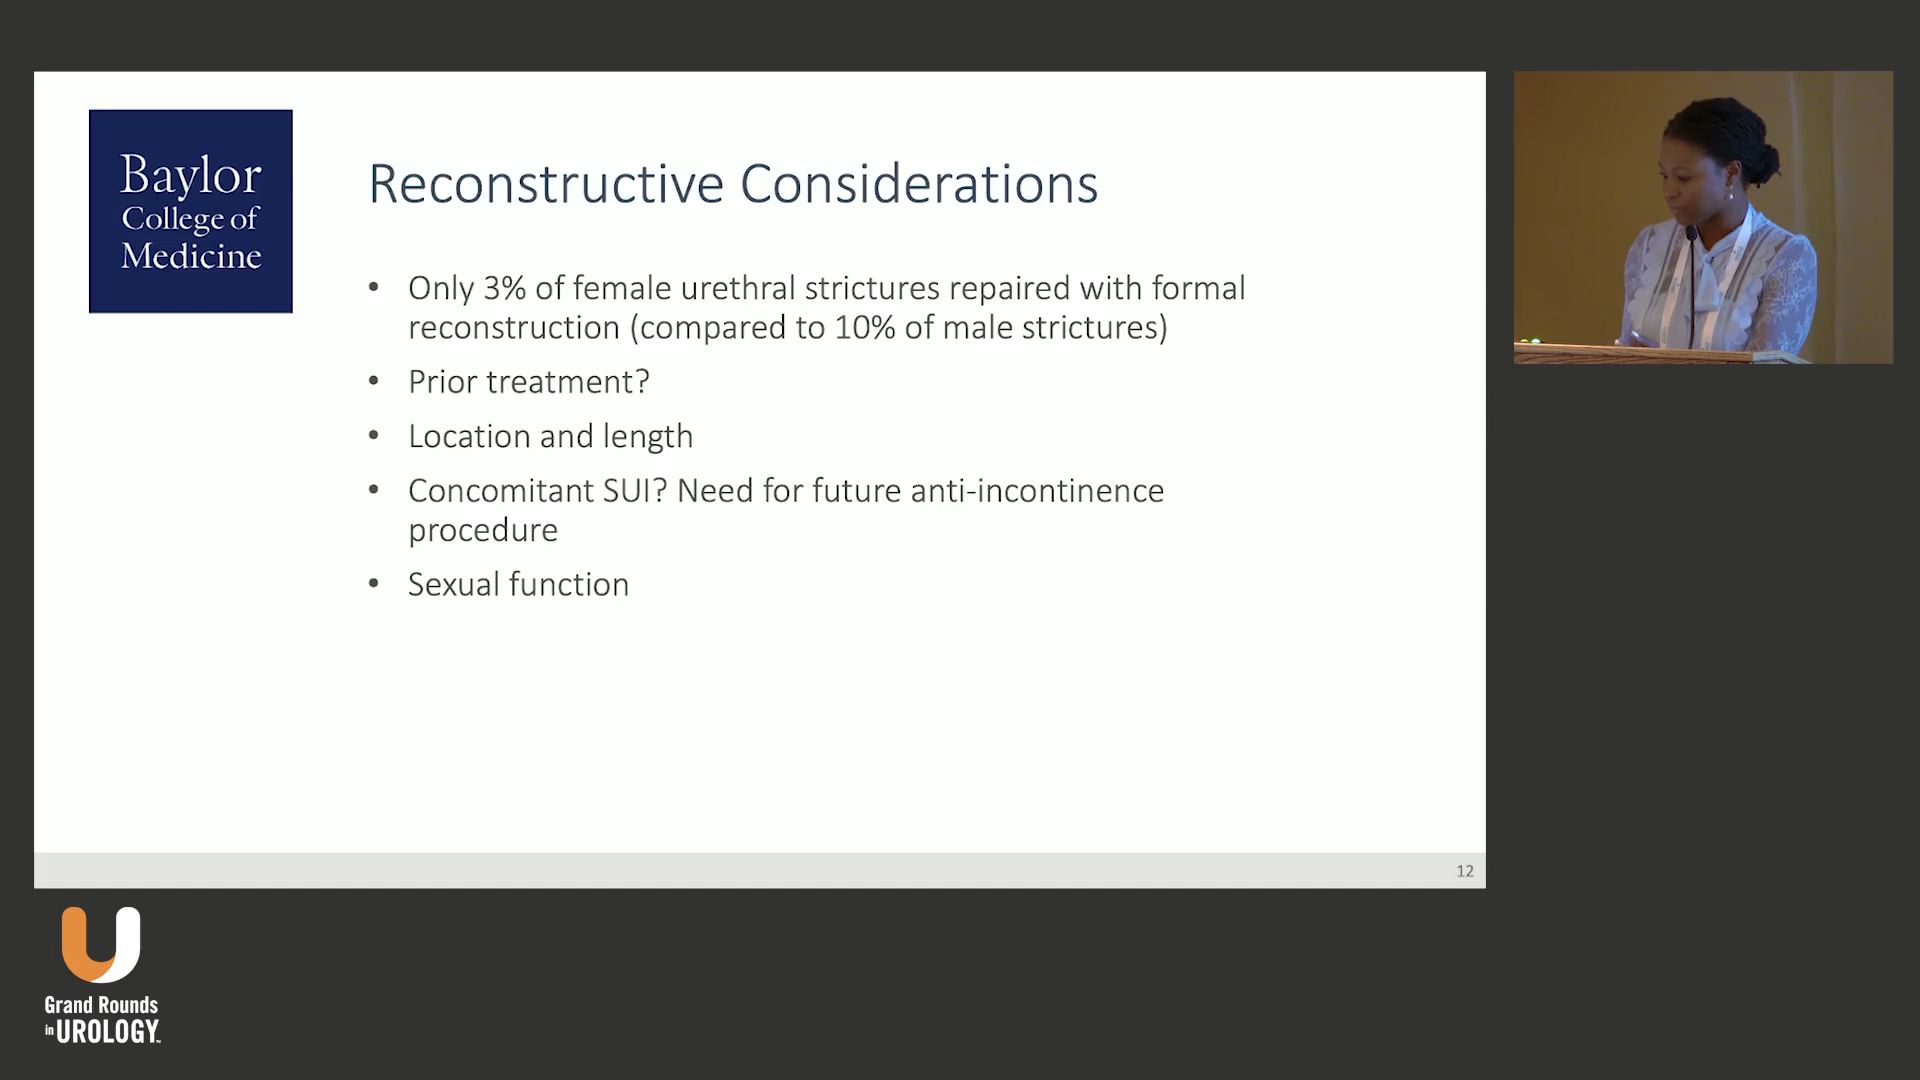 Baylor
College of
Medicine
Reconstructive Considerations
• Only 3% of female urethral strictures repaired with formal
reconstruction (compared to 10% of male strictures)
• Prior treatment?
• Location and length
• Concomitant SUI? Need for future anti-incontinence
procedure
• Sexual function
12
Grand Rounds
in UROLOGY™